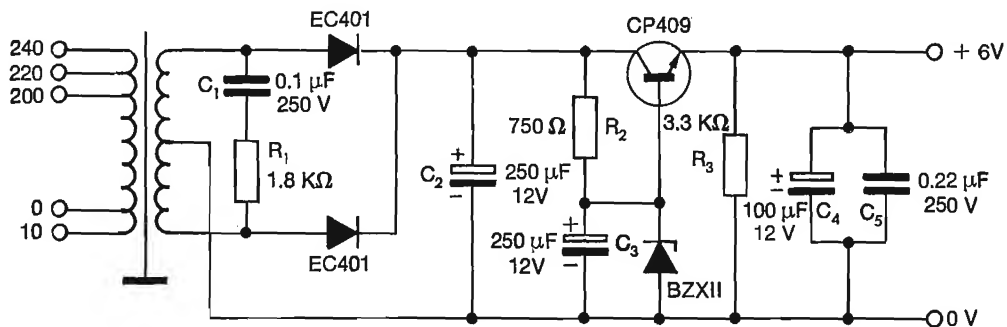 EC401
CP409
240
220
200
0
10
C1
0.1 µF
250 V
R1
1.8 KΩ
EC401
C2
250 µF
12V
750 Ω
R2
250 µF
12V
C3
BZXII
3.3 KΩ
R3
100 µF
12 V
C4
C5
0.22 µF
250 V
+ 6V
0 V
+
−
+
−
+
−